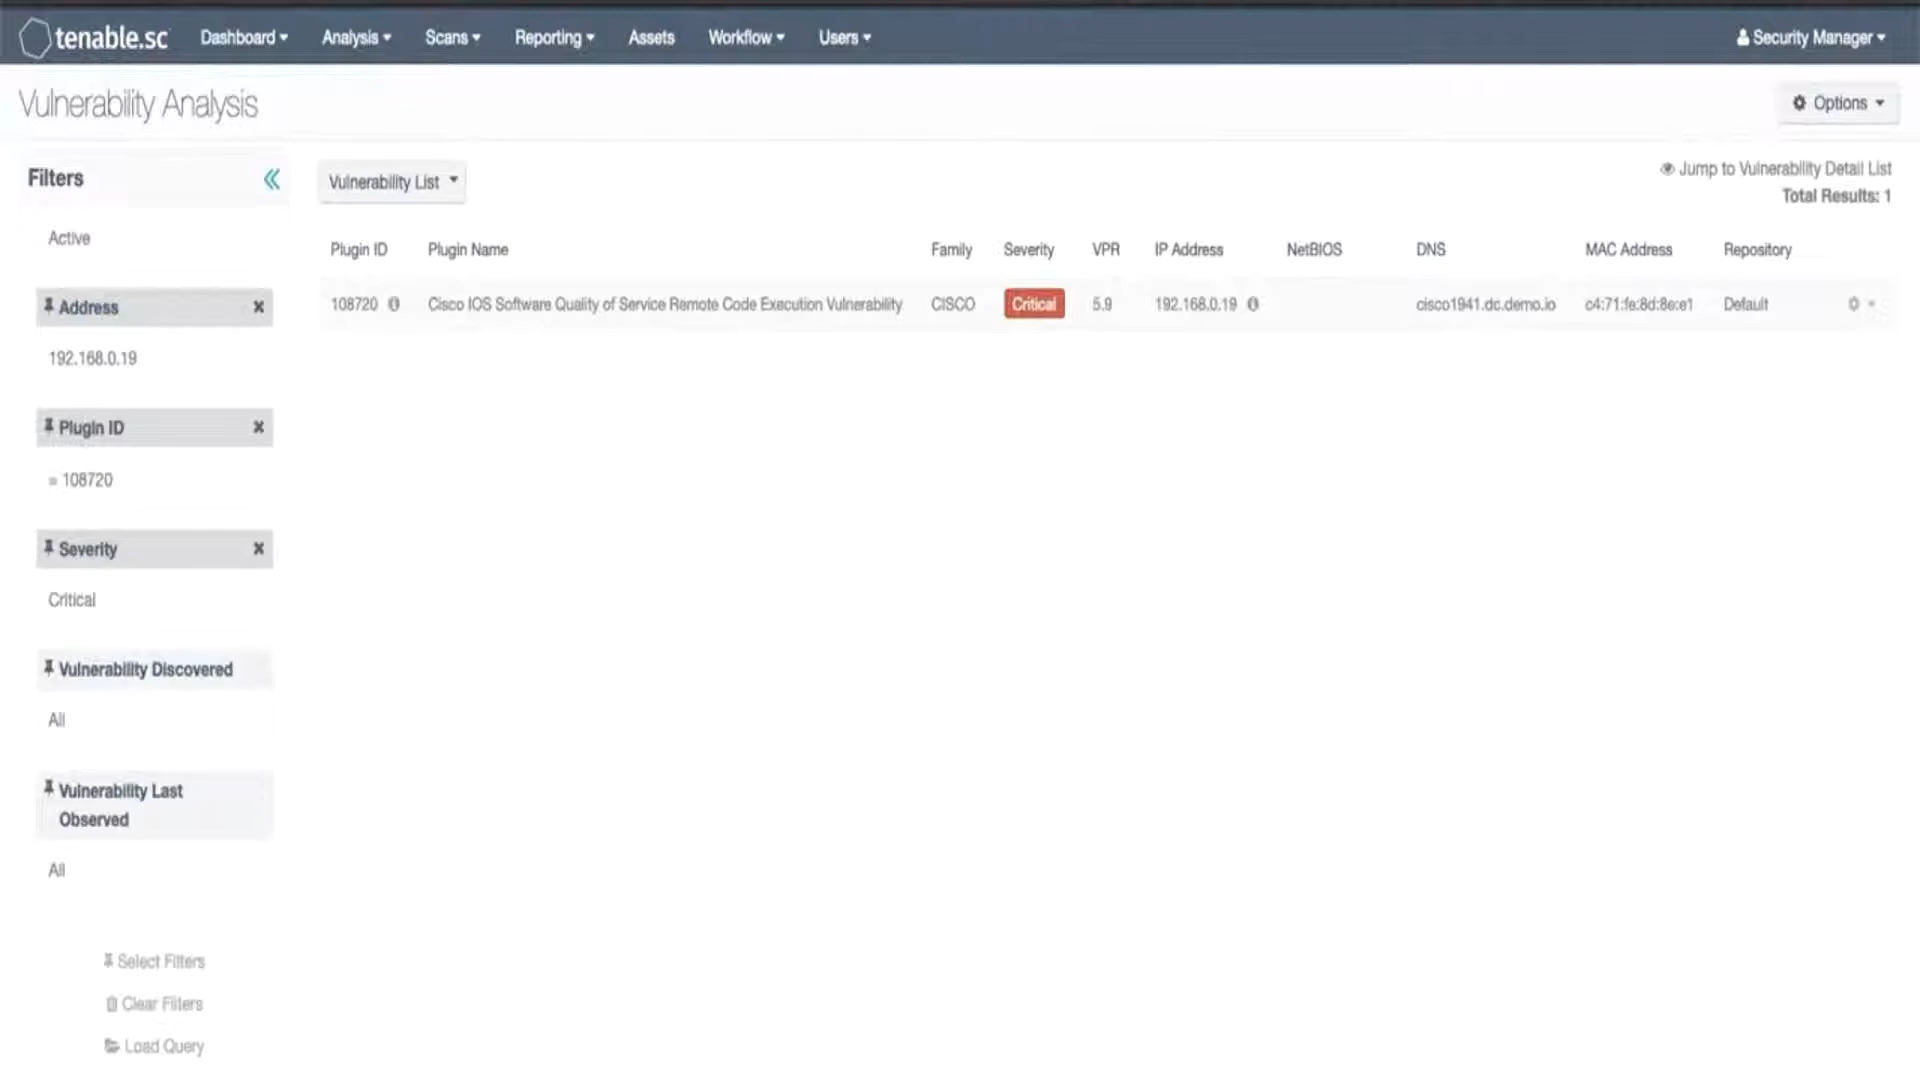 tenable.sc Dashboard Analysis Scans Reporting Assets Workflow Users Security Manager
Vulnerability Analysis
Options
Filters
Vulnerability List
Jump to Vulnerability Detail List
Total Results: 1
Active
Plugin ID Plugin Name Family Severity VPR IP Address NetBIOS DNS MAC Address Repository
108720 Cisco IOS Software Quality of Service Remote Code Execution Vulnerability CISCO Critical 5.9 192.168.0.19 cisco1941.dc.demo.io c4:71:fe:8d:8e:e1 Default
Address
192.168.0.19
Plugin ID
= 108720
Severity
Critical
Vulnerability Discovered
All
Vulnerability Last
Observed
All
Select Filters
Clear Filters
Load Query